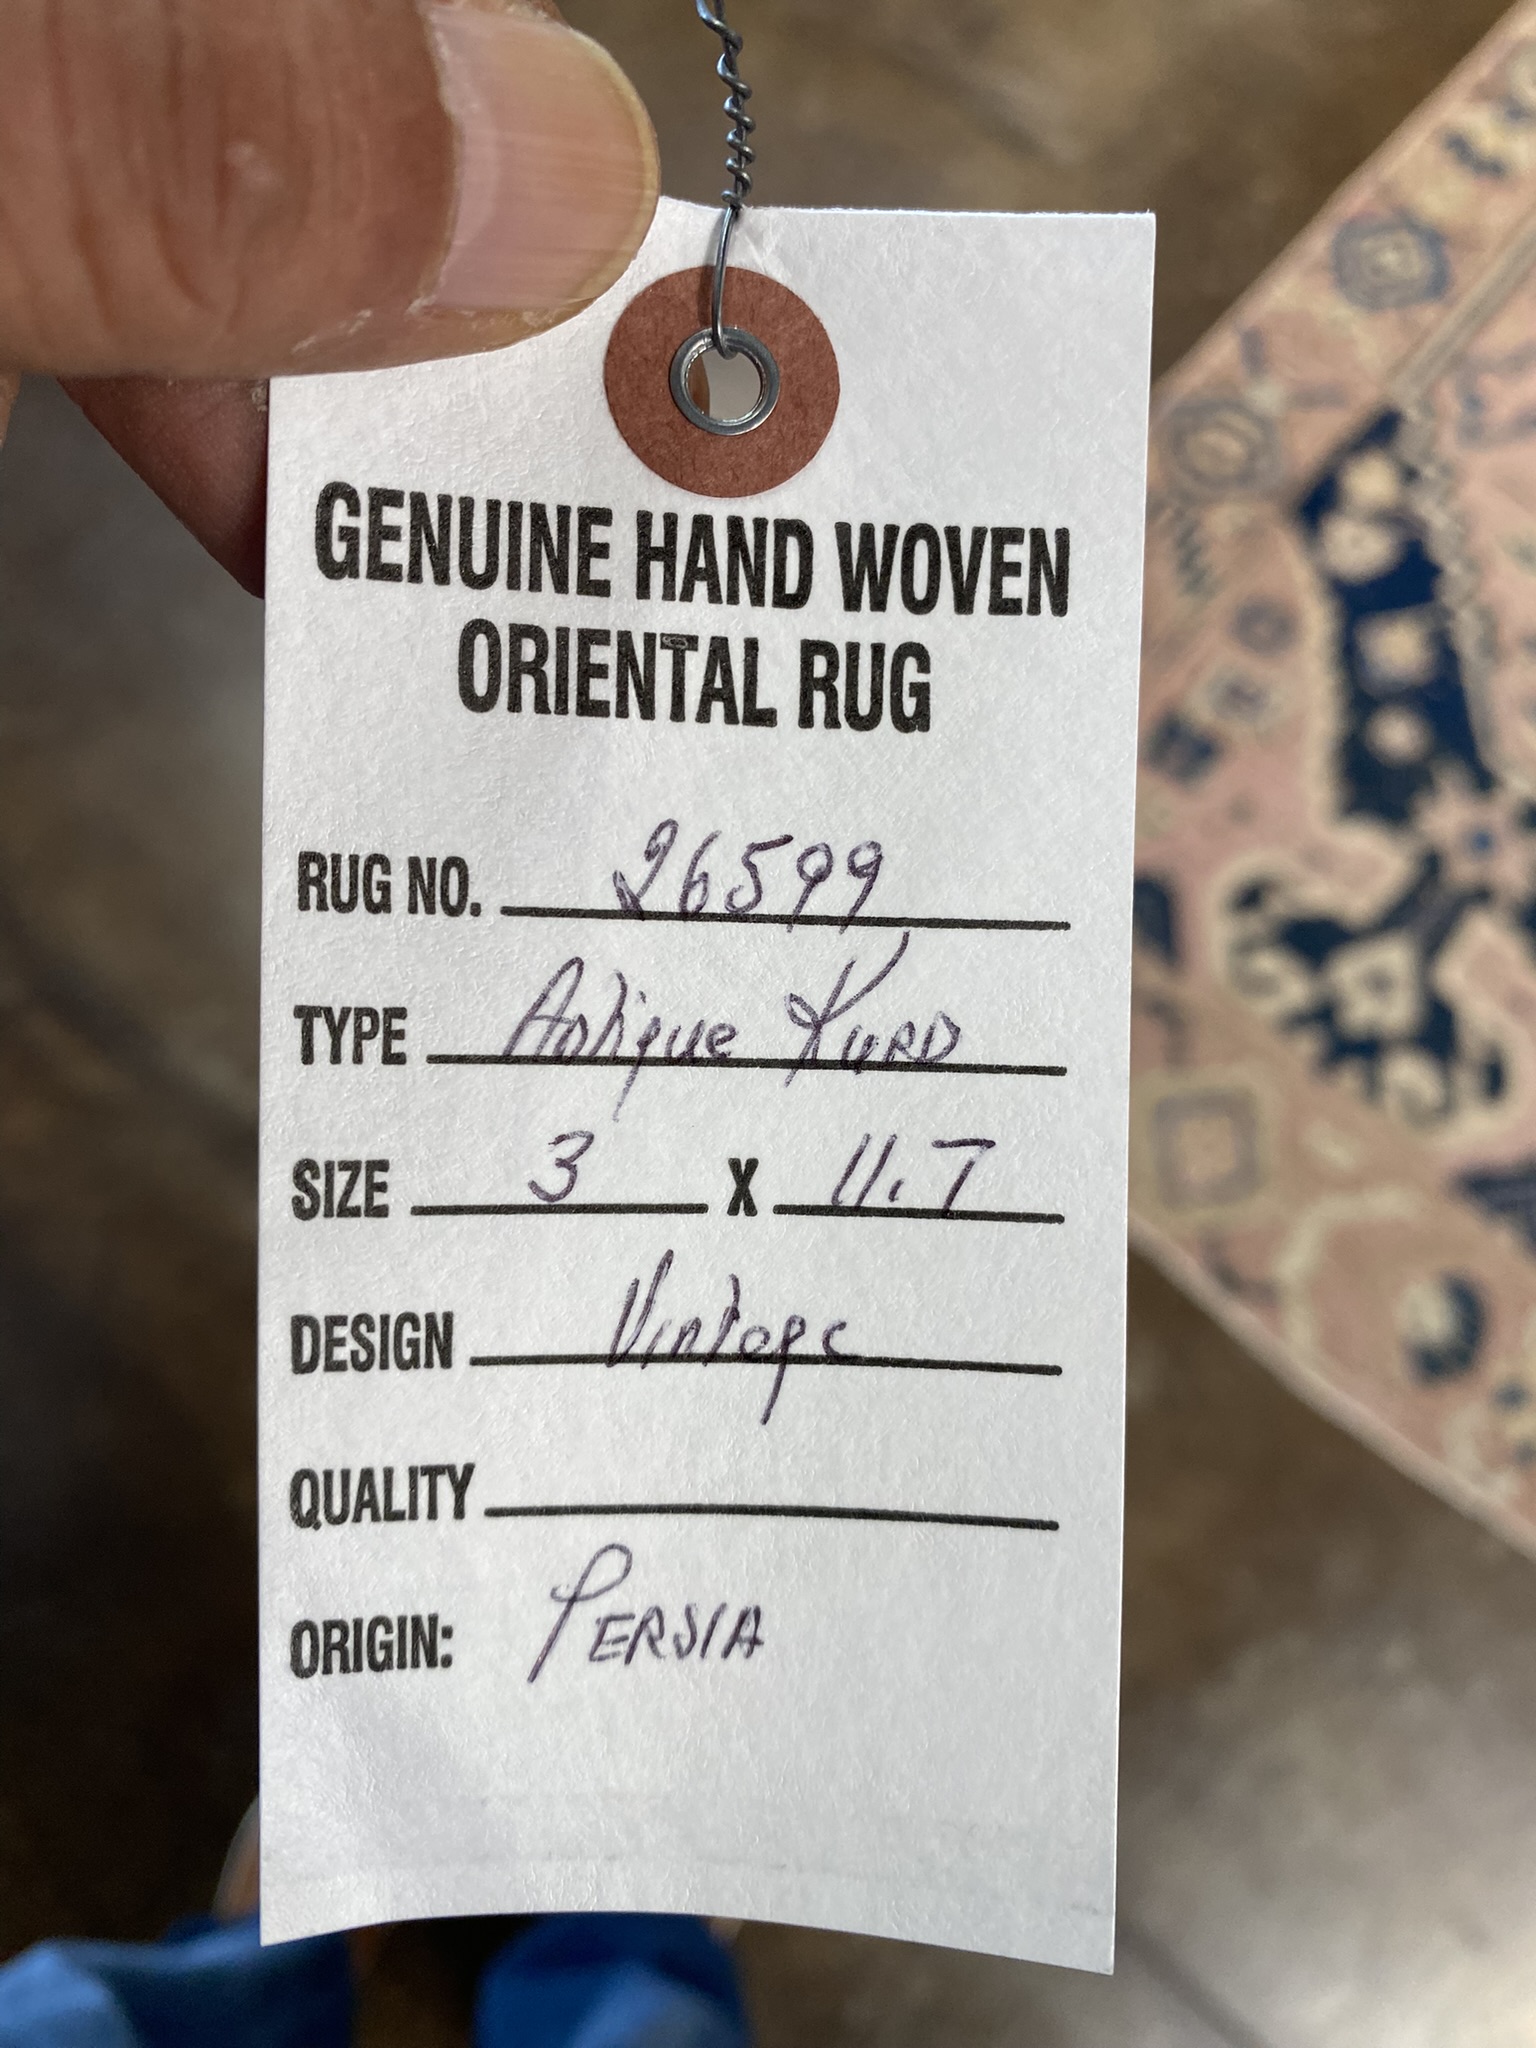 GENUINE HAND WOVEN
ORIENTAL RUG
RUG NO. 26599
TYPE Antique Kurd
SIZE 3 X 11.7
DESIGN Vintage
QUALITY
ORIGIN: PERSIA